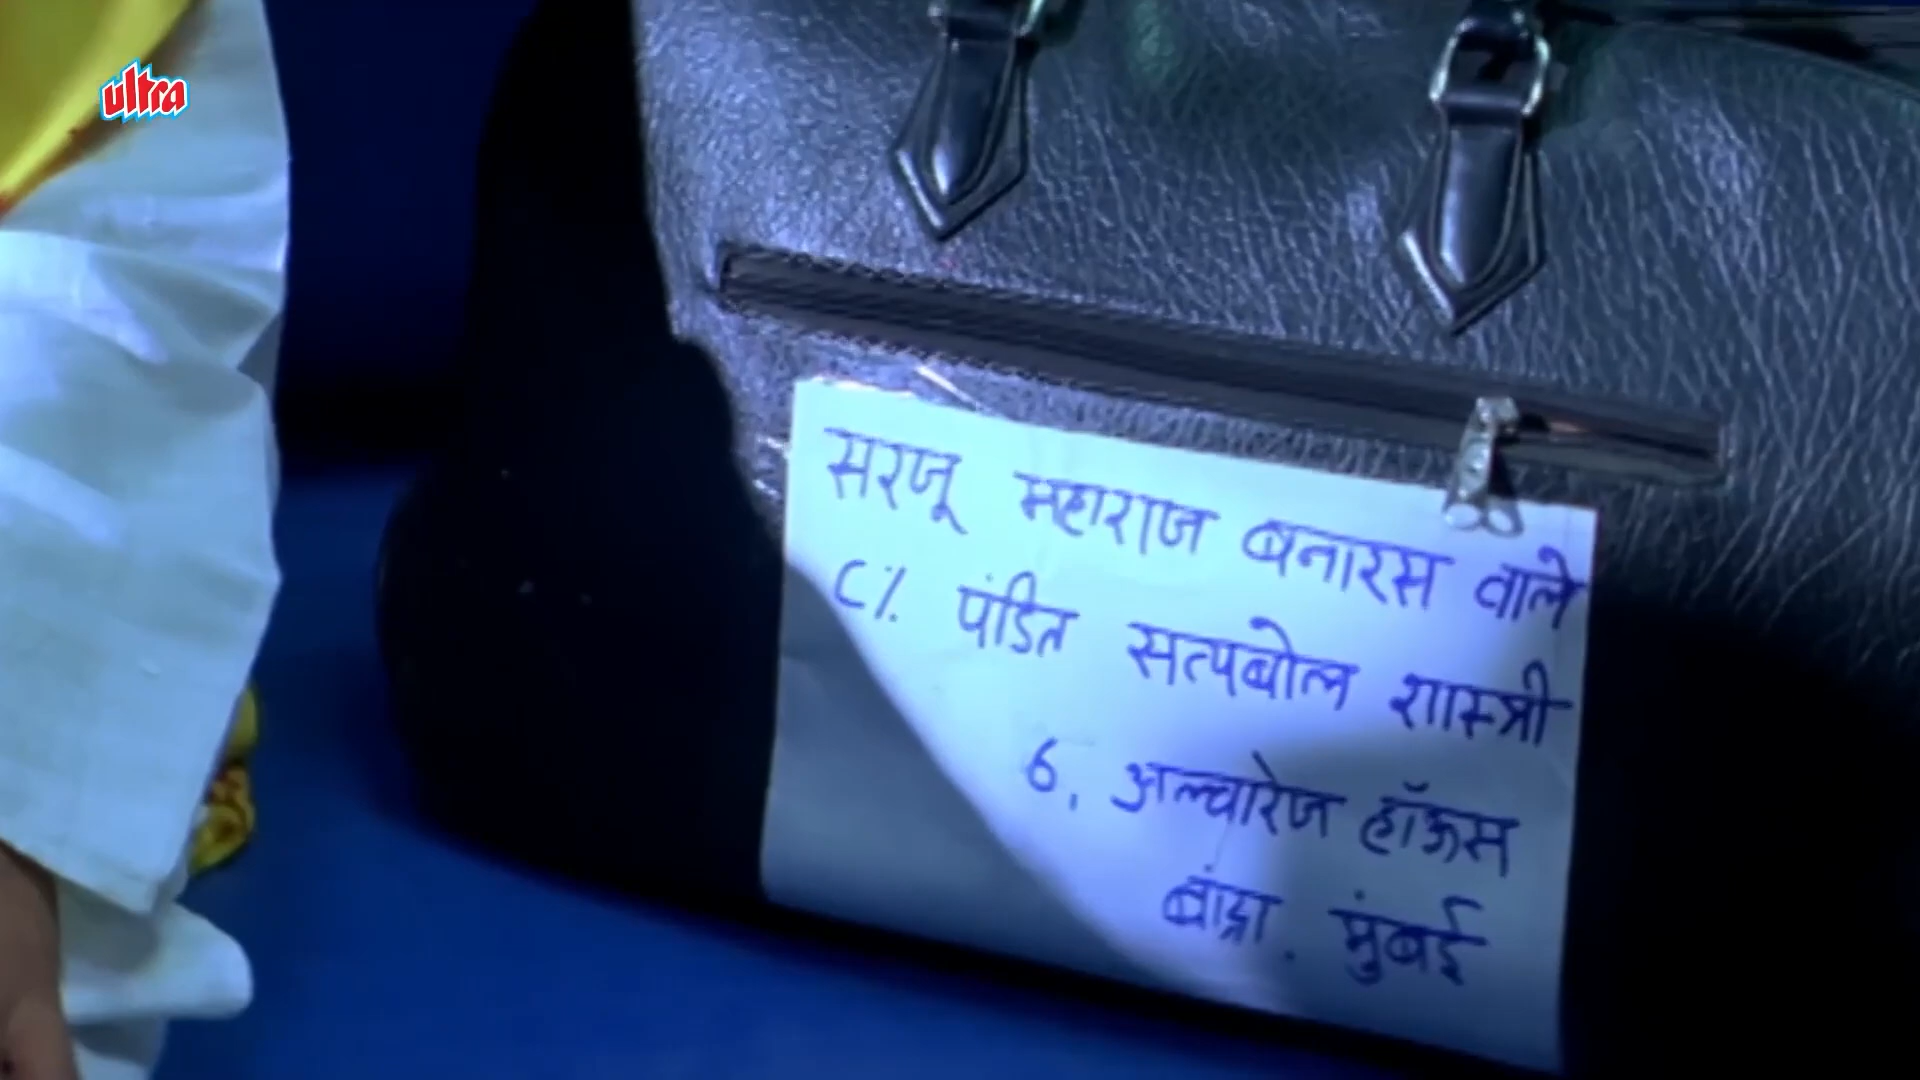 ultra
सरजू महाराज बनारस वाले
C/. पंडित सत्यबोल शास्त्री
6, अल्वारेज हॉऊस
बांद्रा. मुंबई